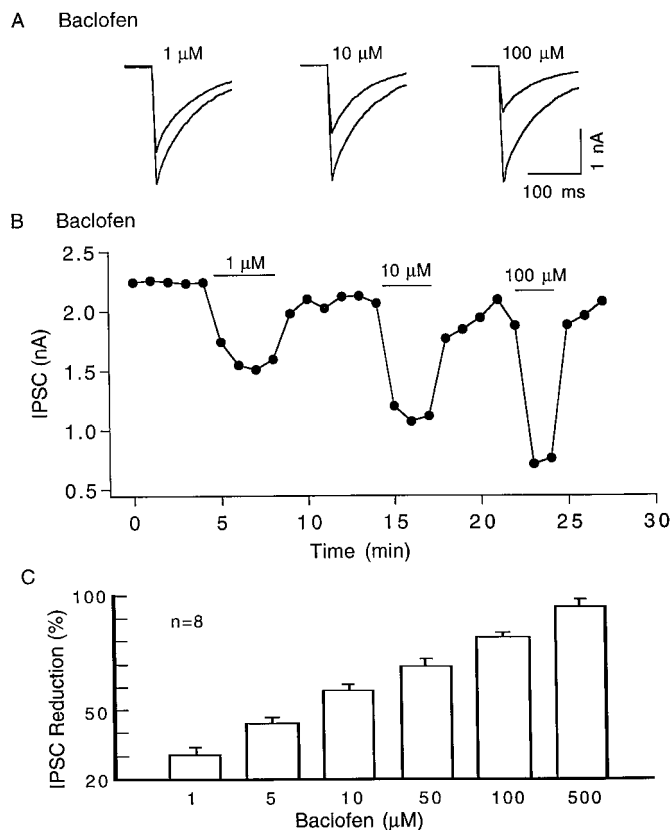 A Baclofen
1 μM 10 μM 100 μM
1 nA
100 ms
B Baclofen
1 μM 10 μM 100 μM
IPSC (nA)
2.5
2.0
1.5
1.0
0.5
0 5 10 15 20 25 30
Time (min)
C
IPSC Reduction (%)
100
50
20
n=8
1 5 10 50 100 500
Baclofen (μM)